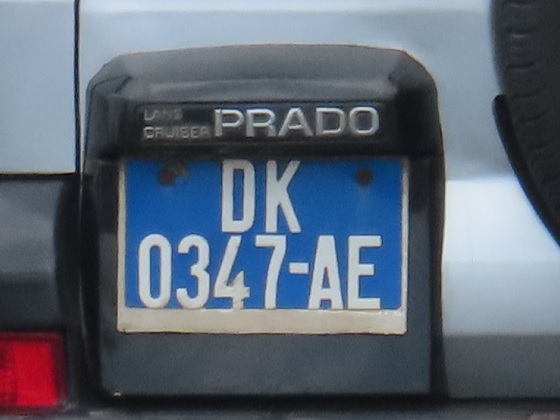 LAND
CRUISER PRADO
DK
0347-AE